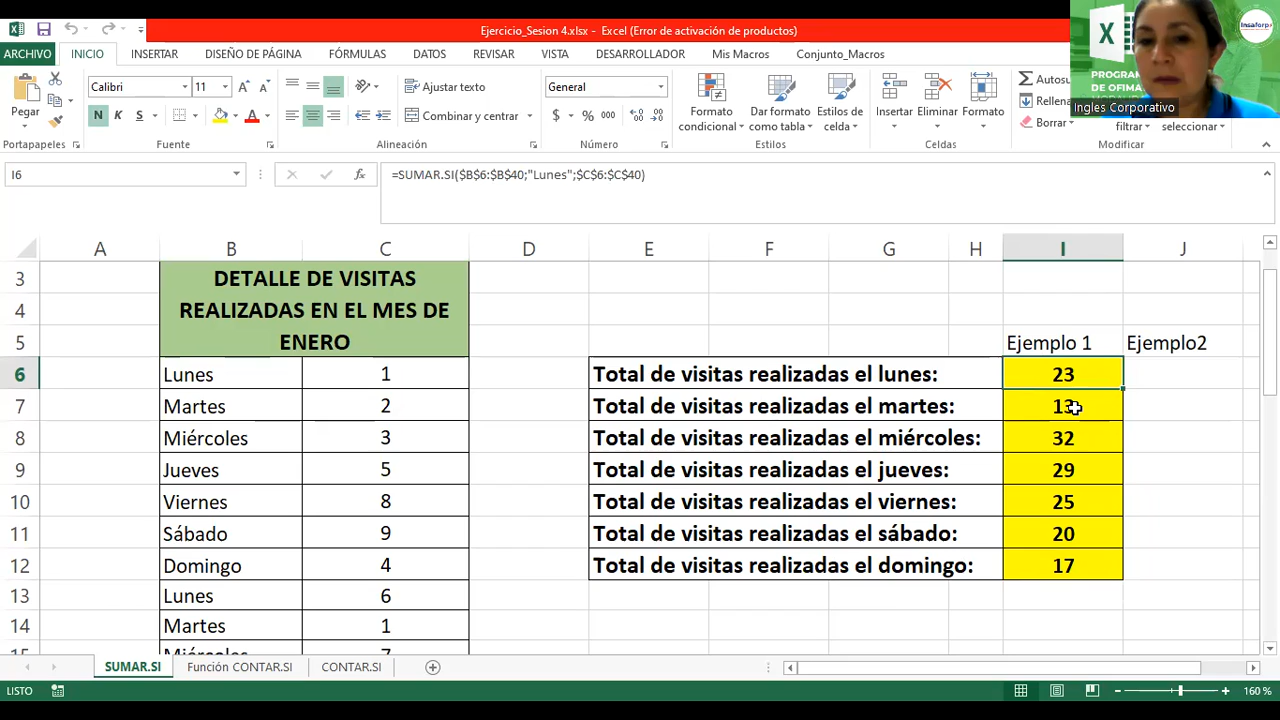 Ejercicio_Sesion 4.xlsx - Excel (Error de activación de productos)
Insaforp
ARCHIVO INICIO INSERTAR DISEÑO DE PÁGINA FÓRMULAS DATOS REVISAR VISTA DESARROLLADOR Mis Macros Conjunto_Macros
PROGRAM
DE OFIMA
Ingles Corporativo
Pegar
Calibri 11
N K S
Ajustar texto
Combinar y centrar
General
$ % 000
Formato condicional
Dar formato como tabla
Estilos de celda
Insertar
Eliminar
Formato
Autosu
Rellena
Borrar
filtrar
seleccionar
Portapapeles Fuente Alineación Número Estilos Celdas Modificar
I6 fx =SUMAR.SI($B$6:$B$40;"Lunes";$C$6:$C$40)
A B C D E F G H I J
3 DETALLE DE VISITAS
4 REALIZADAS EN EL MES DE
5 ENERO Ejemplo 1 Ejemplo2
6 Lunes 1 Total de visitas realizadas el lunes: 23
7 Martes 2 Total de visitas realizadas el martes: 13
8 Miércoles 3 Total de visitas realizadas el miércoles: 32
9 Jueves 5 Total de visitas realizadas el jueves: 29
10 Viernes 8 Total de visitas realizadas el viernes: 25
11 Sábado 9 Total de visitas realizadas el sábado: 20
12 Domingo 4 Total de visitas realizadas el domingo: 17
13 Lunes 6
14 Martes 1
15 Miércoles 7
SUMAR.SI Función CONTAR.SI CONTAR.SI
LISTO 160 %